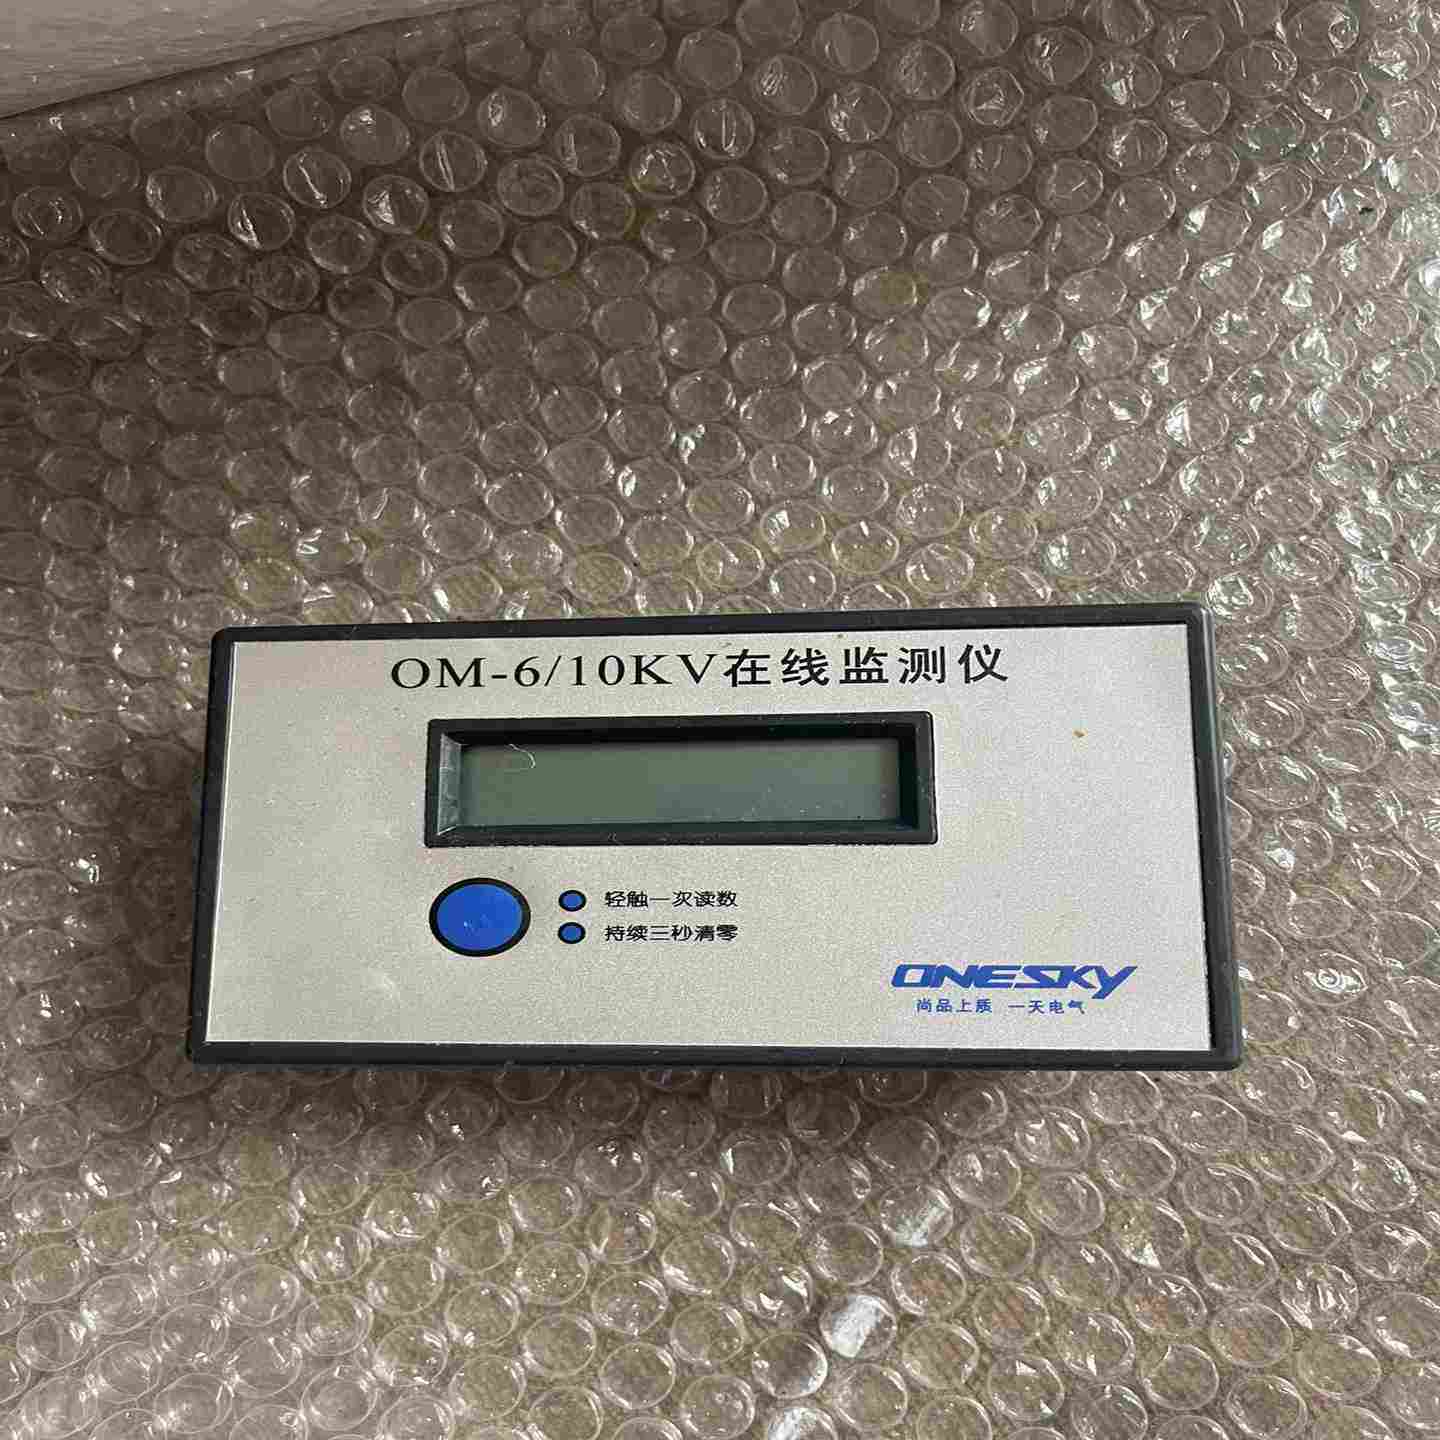 OM-6/10KV在线监测仪
轻触一次读数
持续三秒清零
ONESKY
尚品上质 一天电气